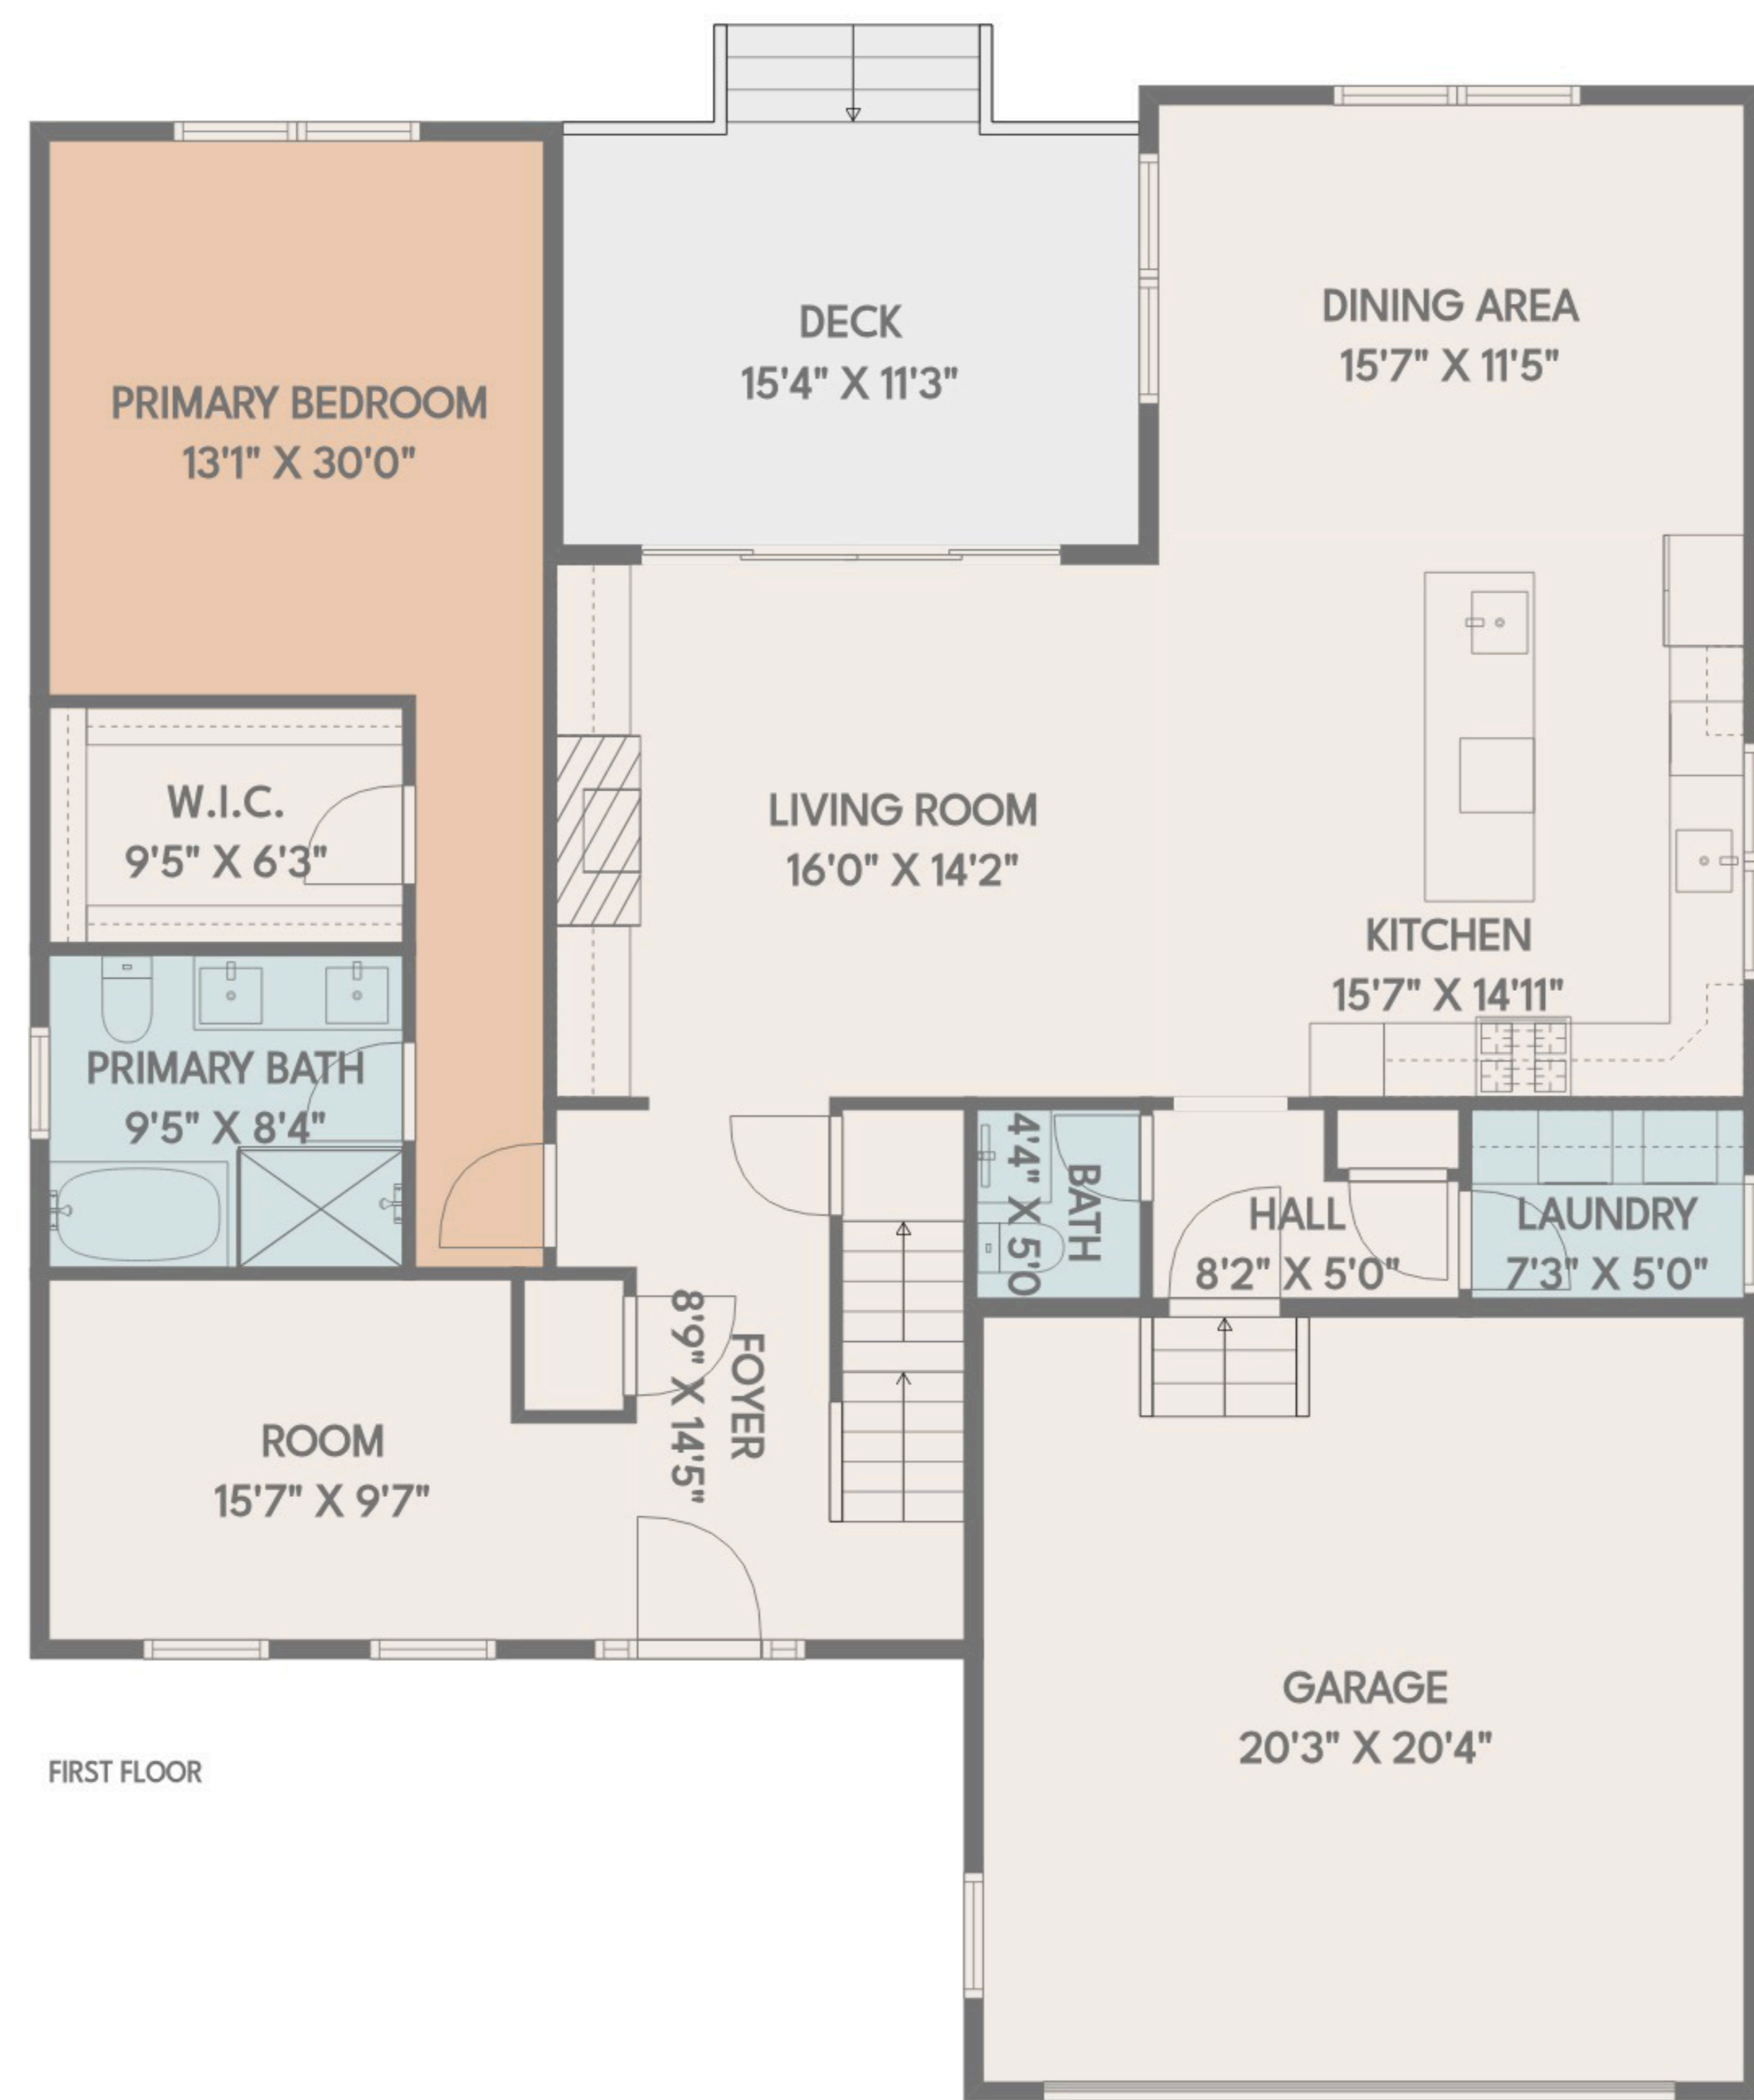 DECK
15'4" X 11'3"
DINING AREA
15'7" X 11'5"
PRIMARY BEDROOM
13'1" X 30'0"
W.I.C.
9'5" X 6'3"
LIVING ROOM
16'0" X 14'2"
KITCHEN
15'7" X 14'11"
PRIMARY BATH
9'5" X 8'4"
BATH
4'4" X 5'0
HALL
8'2" X 5'0"
LAUNDRY
7'3" X 5'0"
FOYER
8'9" X 14'5"
ROOM
15'7" X 9'7"
GARAGE
20'3" X 20'4"
FIRST FLOOR